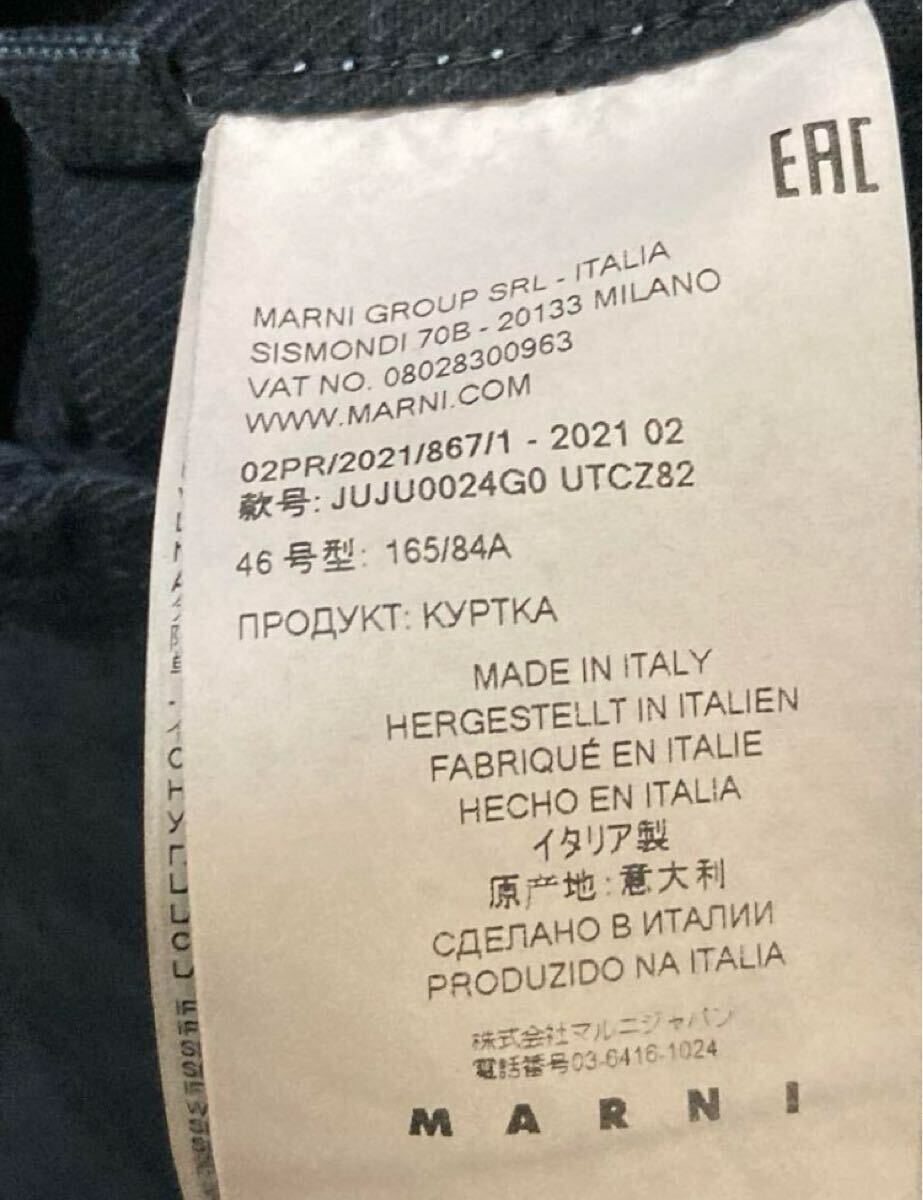 EAC
MARNI GROUP SRL - ITALIA
SISMONDI 70B - 20133 MILANO
VAT NO. 08028300963
WWW.MARNI.COM
02PR/2021/867/1 - 2021 02
款号: JUJU0024G0 UTCZ82
46 号型: 165/84A
ПРОДУКТ: КУРТКА
MADE IN ITALY
HERGESTELLT IN ITALIEN
FABRIQUÉ EN ITALIE
HECHO EN ITALIA
イタリア製
原产地:意大利
СДЕЛАНО В ИТАЛИИ
PRODUZIDO NA ITALIA
株式会社マルニジャパン
電話番号03-6416-1024
MARNI